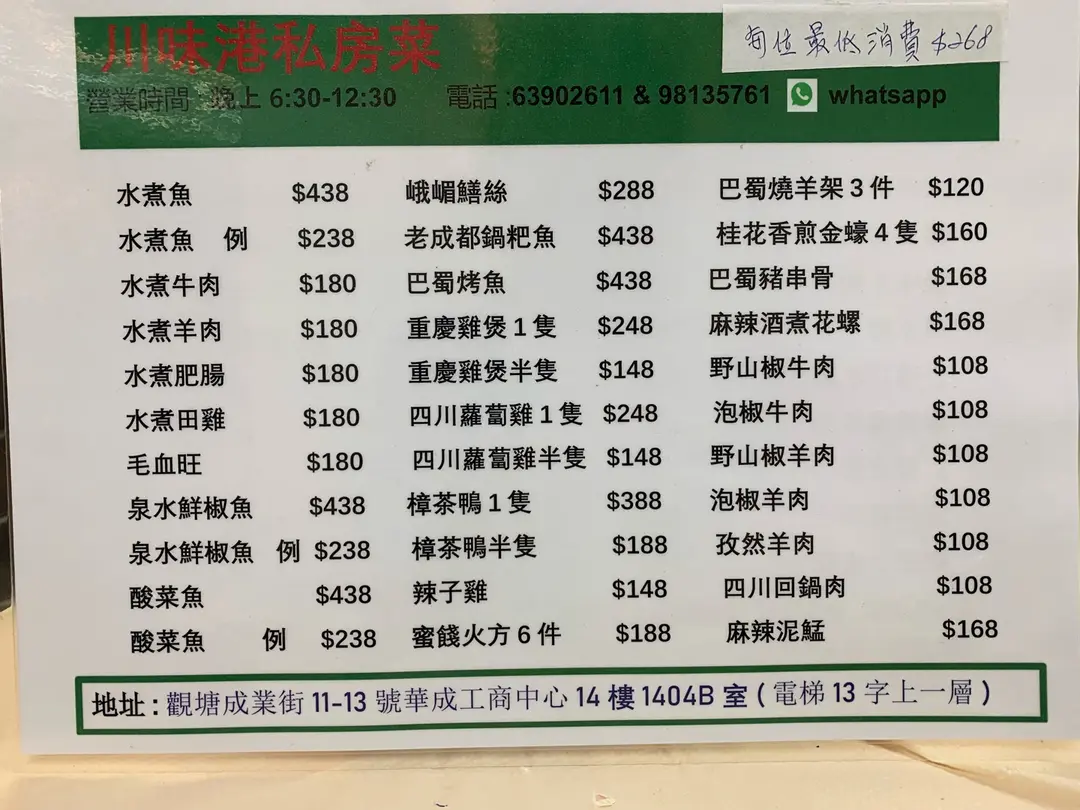 川味港私房菜
每位最低消費 $268
營業時間 晚上 6:30-12:30 電話 :63902611 & 98135761 whatsapp
水煮魚 $438 峨嵋鱔絲 $288 巴蜀燒羊架 3 件 $120
水煮魚 例 $238 老成都鍋粑魚 $438 桂花香煎金蠔 4 隻 $160
水煮牛肉 $180 巴蜀烤魚 $438 巴蜀豬串骨 $168
水煮羊肉 $180 重慶雞煲 1 隻 $248 麻辣酒煮花螺 $168
水煮肥腸 $180 重慶雞煲半隻 $148 野山椒牛肉 $108
水煮田雞 $180 四川蘿蔔雞 1 隻 $248 泡椒牛肉 $108
毛血旺 $180 四川蘿蔔雞半隻 $148 野山椒羊肉 $108
泉水鮮椒魚 $438 樟茶鴨 1 隻 $388 泡椒羊肉 $108
泉水鮮椒魚 例 $238 樟茶鴨半隻 $188 孜然羊肉 $108
酸菜魚 $438 辣子雞 $148 四川回鍋肉 $108
酸菜魚 例 $238 蜜餞火方 6 件 $188 麻辣泥鯭 $168
地址 : 觀塘成業街 11-13 號華成工商中心 14 樓 1404B 室 ( 電梯 13 字上一層 )